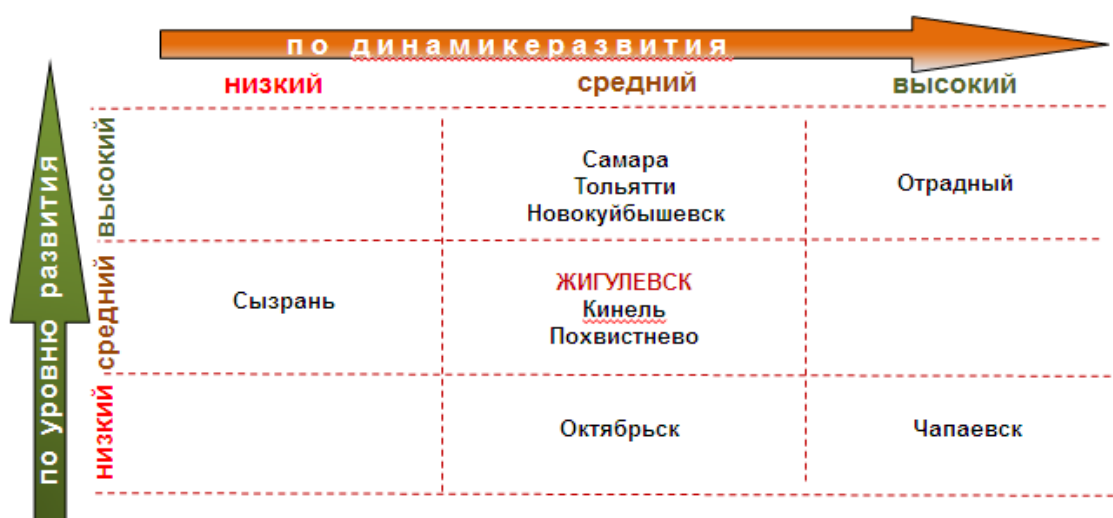 по динамикеразвития
низкий средний высокий
по уровню развития
высокий
Самара
Тольятти
Новокуйбышевск
Отрадный
средний
Сызрань
ЖИГУЛЕВСК
Кинель
Похвистнево
низкий
Октябрьск
Чапаевск